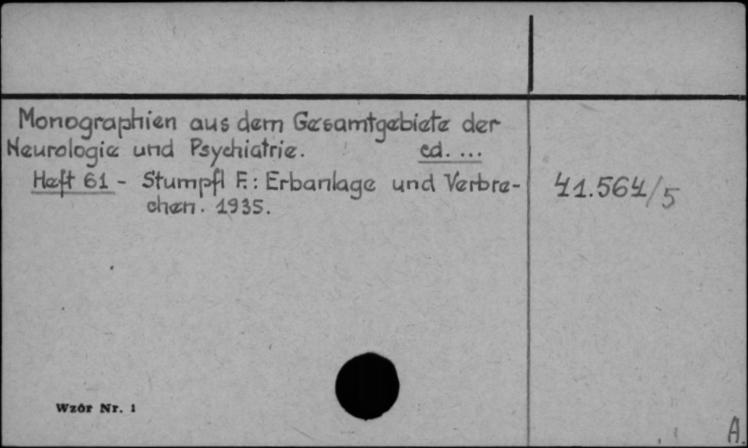 Monographien aus dem Gesamtgebiete der
Neurologie und Psychiatrie. cd. ...
Heft 61 - Stumpfl F.: Erbanlage und Verbre-
chen. 1935.
41.564/5
Wzór Nr. 1
A